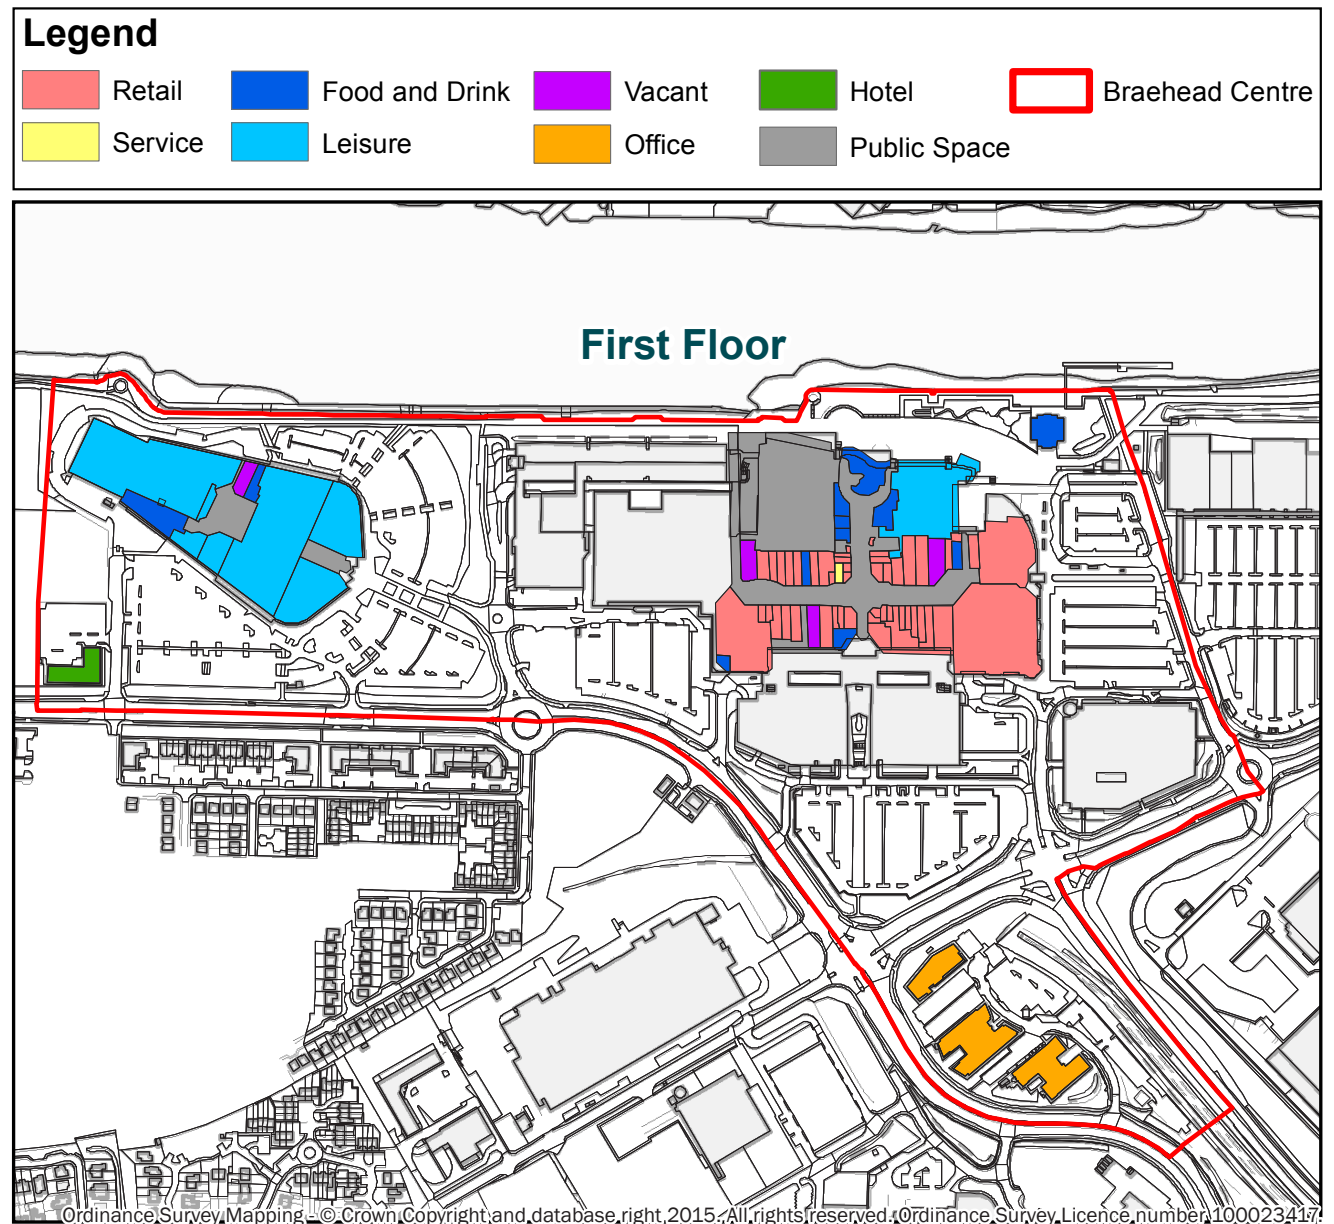 Legend
Retail Food and Drink Vacant Hotel Braehead Centre
Service Leisure Office Public Space
First Floor
Ordinance Survey Mapping - © Crown Copyright and database right 2015. All rights reserved. Ordinance Survey Licence number 100023417.